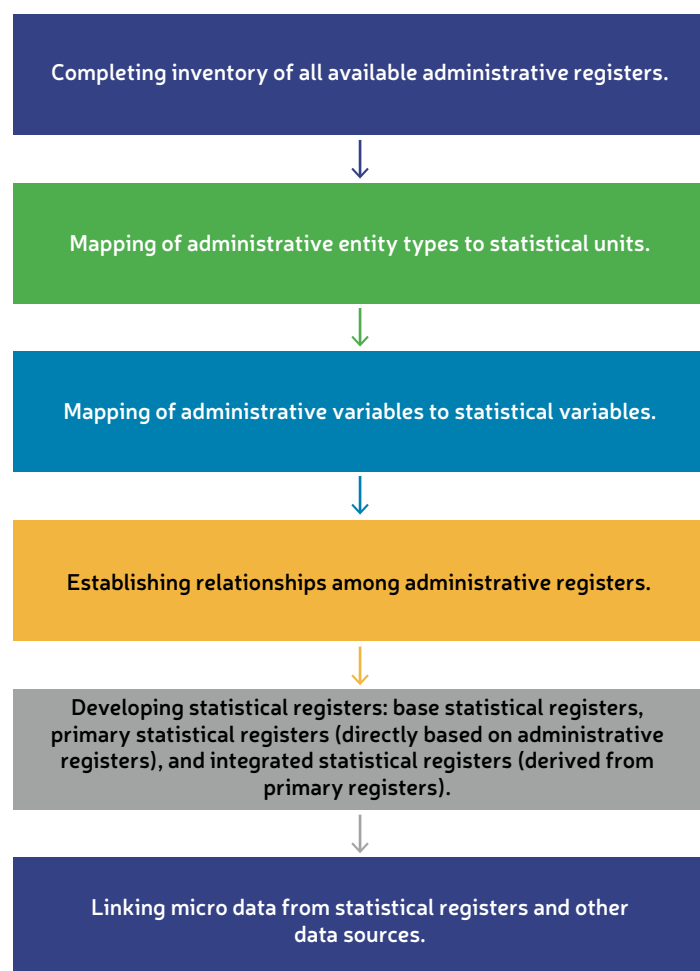 Completing inventory of all available administrative registers.
Mapping of administrative entity types to statistical units.
Mapping of administrative variables to statistical variables.
Establishing relationships among administrative registers.
Developing statistical registers: base statistical registers,
primary statistical registers (directly based on administrative
registers), and integrated statistical registers (derived from
primary registers).
Linking micro data from statistical registers and other
data sources.